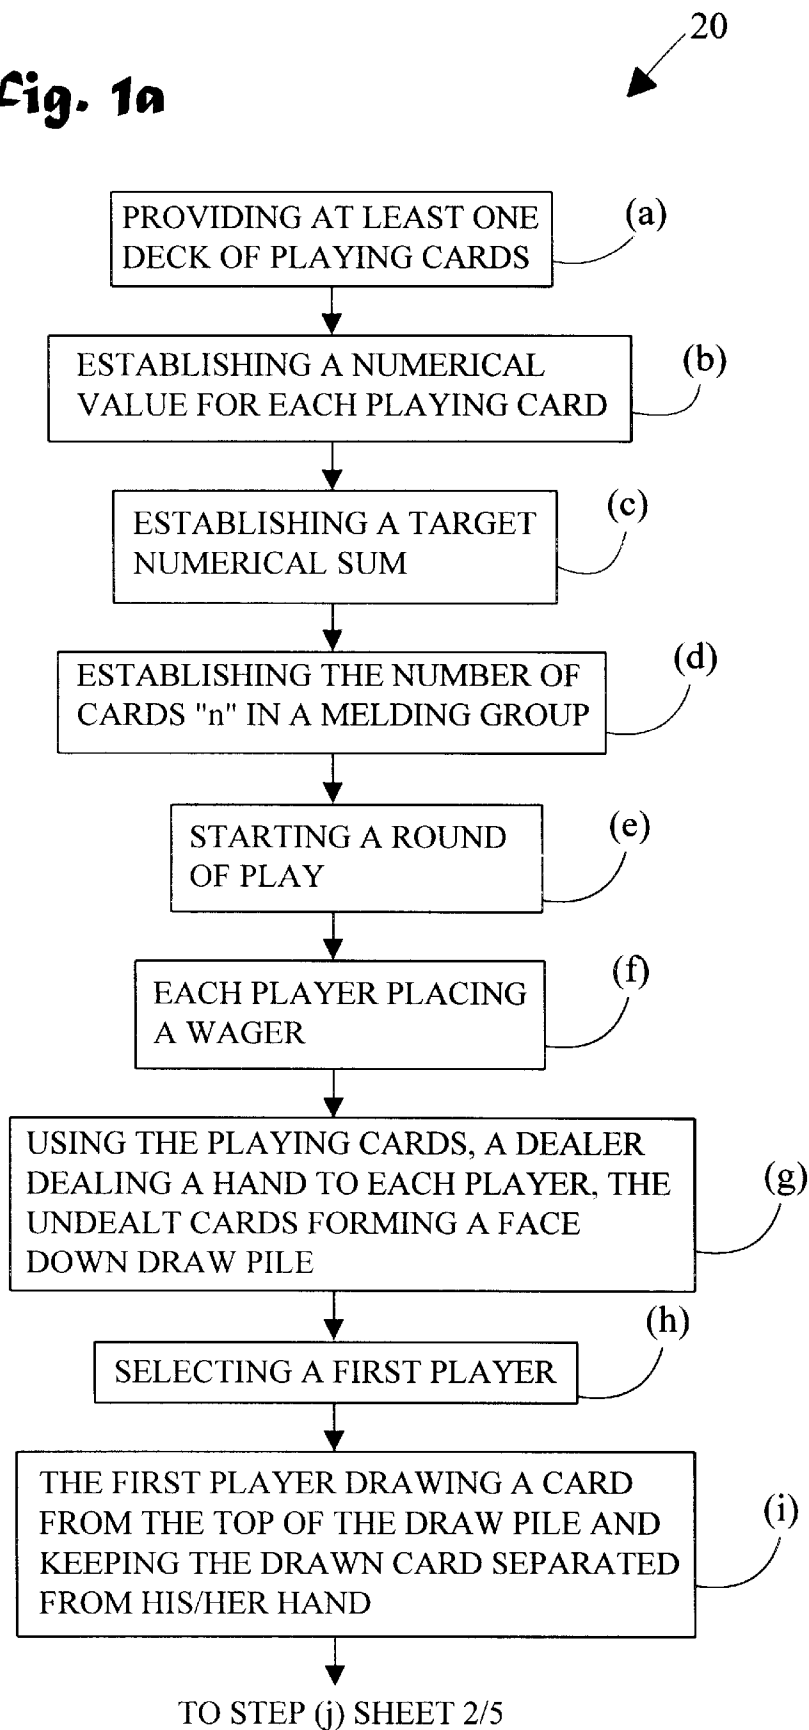 20
Fig. 1a
PROVIDING AT LEAST ONE
DECK OF PLAYING CARDS
(a)
ESTABLISHING A NUMERICAL
VALUE FOR EACH PLAYING CARD
(b)
ESTABLISHING A TARGET
NUMERICAL SUM
(c)
ESTABLISHING THE NUMBER OF
CARDS "n" IN A MELDING GROUP
(d)
STARTING A ROUND
OF PLAY
(e)
EACH PLAYER PLACING
A WAGER
(f)
USING THE PLAYING CARDS, A DEALER
DEALING A HAND TO EACH PLAYER, THE
UNDEALT CARDS FORMING A FACE
DOWN DRAW PILE
(g)
SELECTING A FIRST PLAYER
(h)
THE FIRST PLAYER DRAWING A CARD
FROM THE TOP OF THE DRAW PILE AND
KEEPING THE DRAWN CARD SEPARATED
FROM HIS/HER HAND
(i)
TO STEP (j) SHEET 2/5